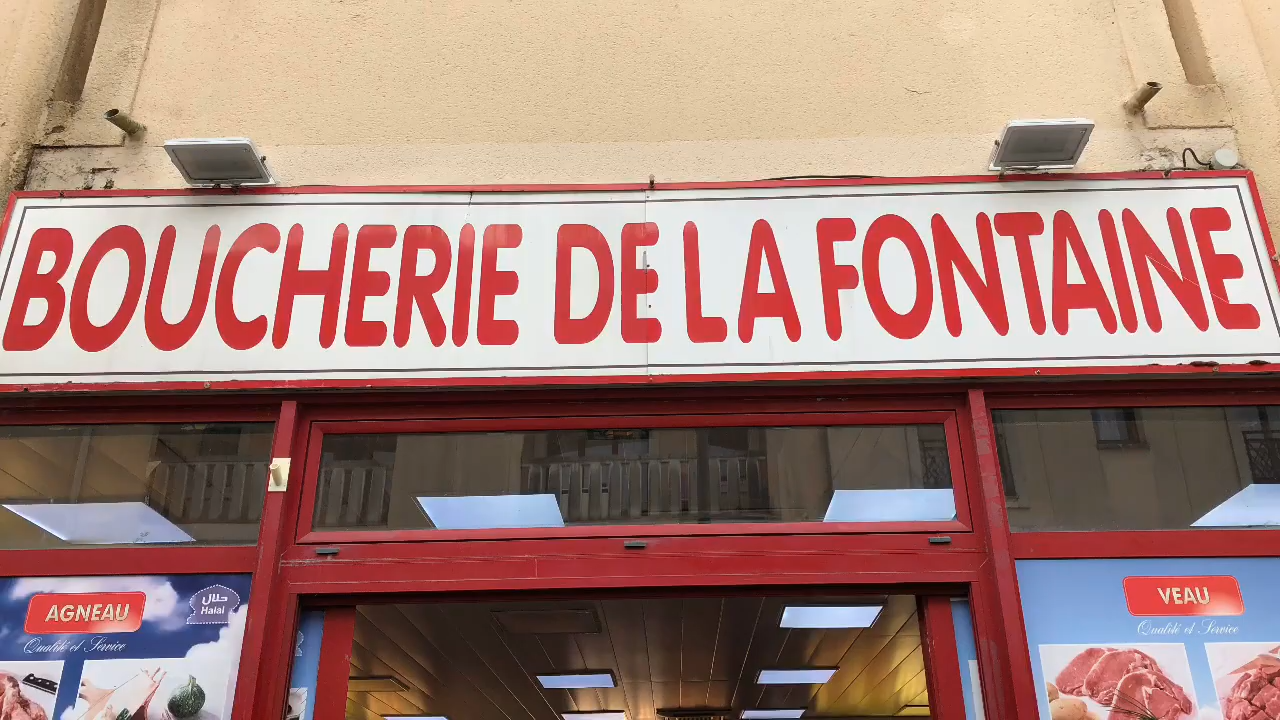 BOUCHERIE DE LA FONTAINE
AGNEAU
حلال
Halal
Qualité et Service
VEAU
Qualité et Service